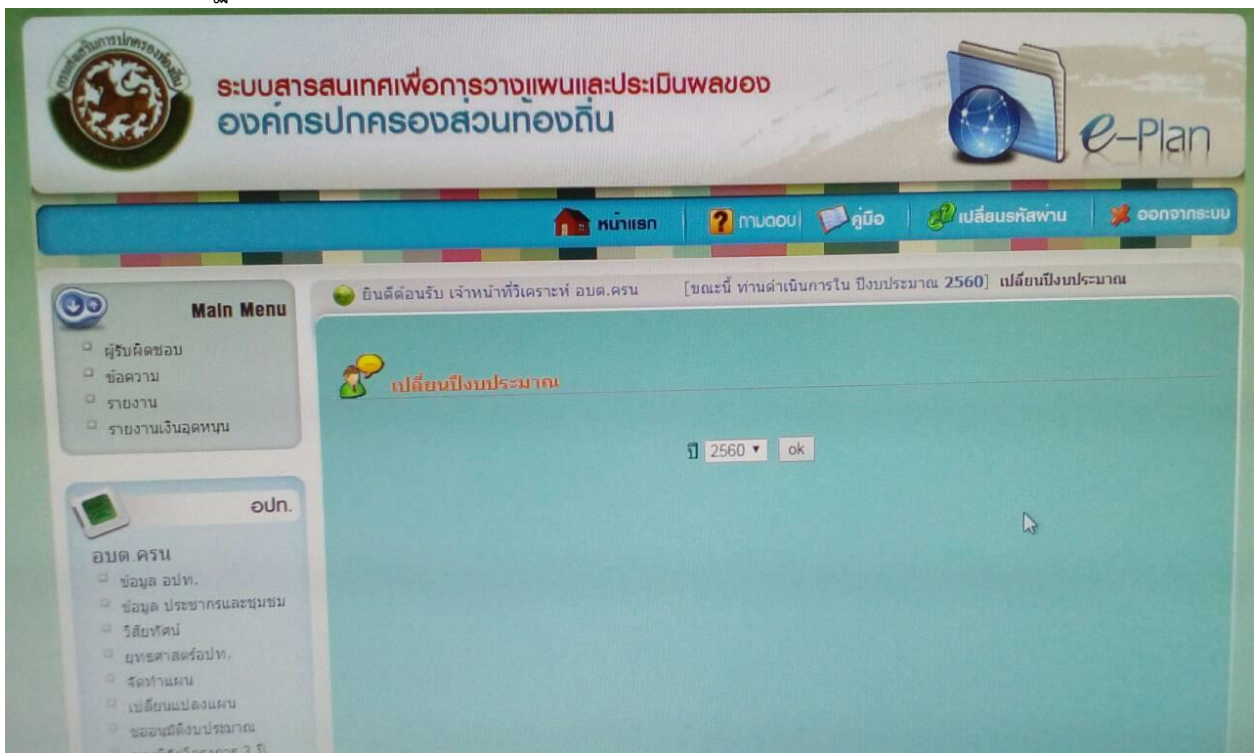 ระบบสารสนเทศเพื่อการวางแผนและประเมินผลของ
องค์กรปกครองส่วนท้องถิ่น
e-Plan
หน้าแรก ถามตอบ คู่มือ เปลี่ยนรหัสผ่าน ออกจากระบบ
ยินดีต้อนรับ เจ้าหน้าที่วิเคราะห์ อบต.ครน [ขณะนี้ ท่านดำเนินการใน ปีงบประมาณ 2560] เปลี่ยนปีงบประมาณ
Main Menu
ผู้รับผิดชอบ
ข้อความ
รายงาน
รายงานเงินอุดหนุน
เปลี่ยนปีงบประมาณ
ปี 2560 ok
อปท.
อบต.ครน
ข้อมูล อปท.
ข้อมูล ประชากรและชุมชน
วิสัยทัศน์
ยุทธศาสตร์อปท.
จัดทำแผน
เปลี่ยนแปลงแผน
ขออนุมัติงบประมาณ